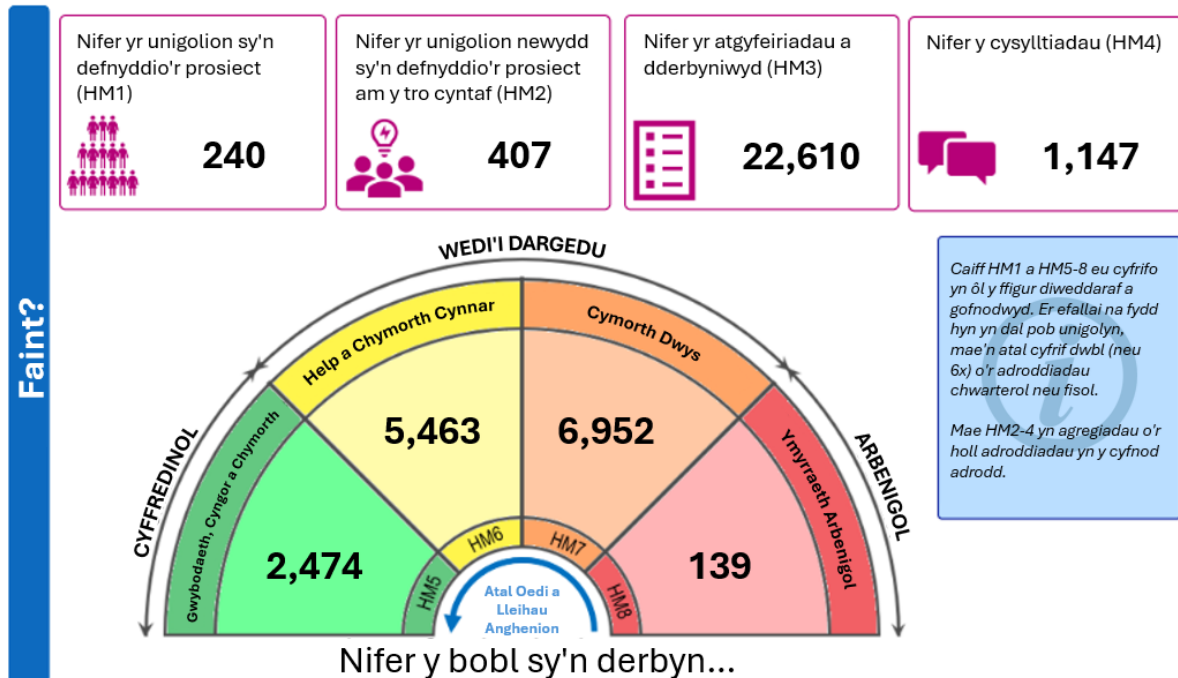 Faint?
Nifer yr unigolion sy'n
defnyddio'r prosiect
(HM1)
240
Nifer yr unigolion newydd
sy'n defnyddio'r prosiect
am y tro cyntaf (HM2)
407
Nifer yr atgyfeiriadau a
dderbyniwyd (HM3)
22,610
Nifer y cysylltiadau (HM4)
1,147
WEDI'I DARGEDU
CYFFREDINOL
ARBENIGOL
Gwybodaeth, Cyngor a Chymorth
Help a Chymorth Cynnar
Cymorth Dwys
Ymyrraeth Arbenigol
2,474
5,463
6,952
139
HM5
HM6
HM7
HM8
Atal Oedi a
Lleihau
Anghenion
Nifer y bobl sy'n derbyn...
Caiff HM1 a HM5-8 eu cyfrifo
yn ôl y ffigur diweddaraf a
gofnodwyd. Er efallai na fydd
hyn yn dal pob unigolyn,
mae'n atal cyfrif dwbl (neu
6x) o'r adroddiadau
chwarterol neu fisol.
Mae HM2-4 yn agregiadau o'r
holl adroddiadau yn y cyfnod
adrodd.